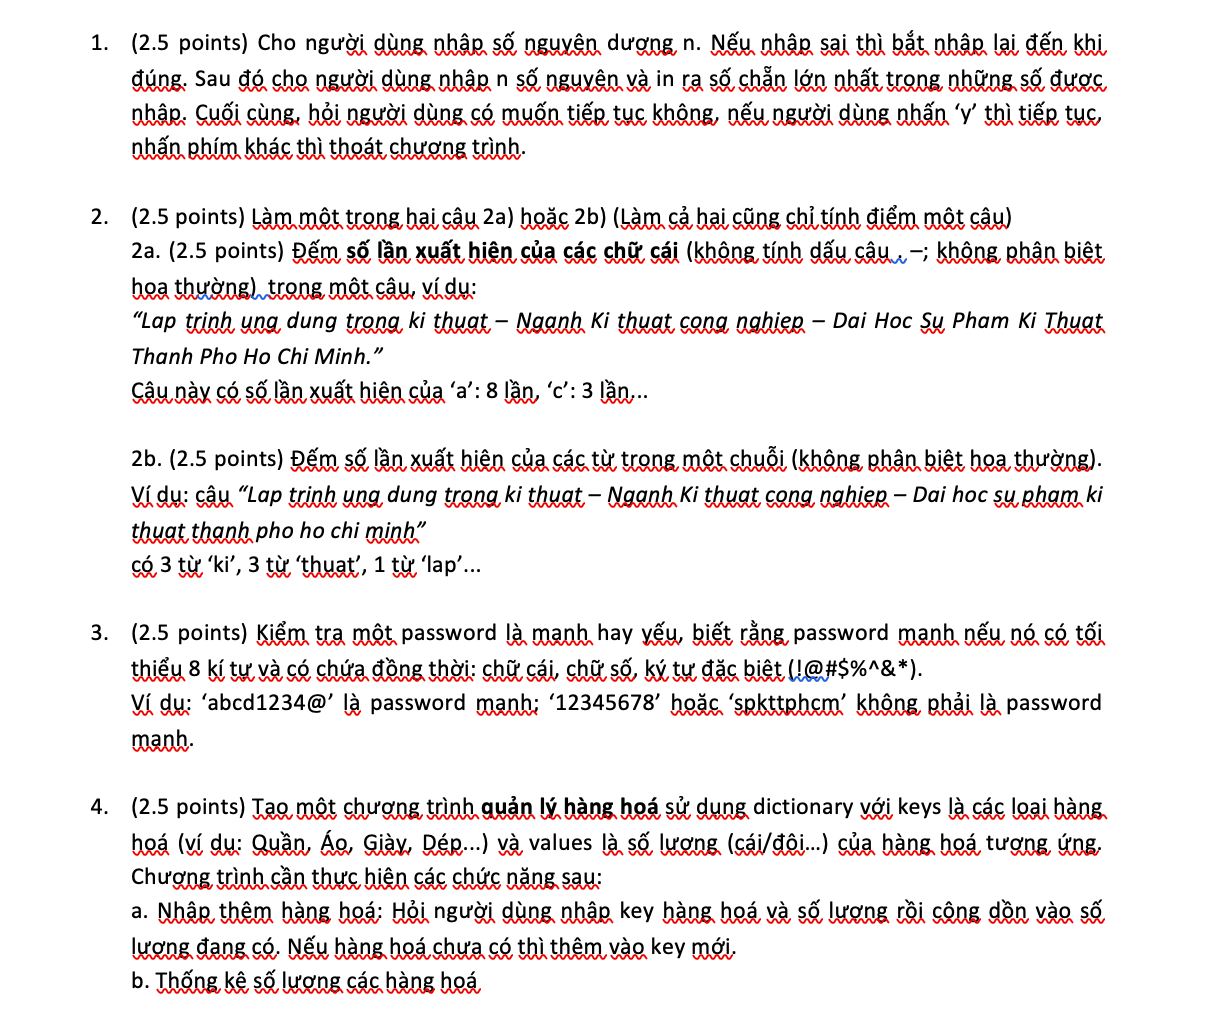 1. (2.5 points) Cho người dùng nhập số nguyên dương n. Nếu nhập sai thì bắt nhập lại đến khi
đúng. Sau đó cho người dùng nhập n số nguyên và in ra số chẵn lớn nhất trong những số được
nhập. Cuối cùng, hỏi người dùng có muốn tiếp tục không, nếu người dùng nhấn ‘y’ thì tiếp tục,
nhấn phím khác thì thoát chương trình.
2. (2.5 points) Làm một trong hai câu 2a) hoặc 2b) (Làm cả hai cũng chỉ tính điểm một câu)
2a. (2.5 points) Đếm số lần xuất hiện của các chữ cái (không tính dấu câu , –; không phân biệt
hoa thường) trong một câu, ví dụ:
“Lap trinh ung dung trong ki thuat – Nganh Ki thuat cong nghiep – Dai Hoc Su Pham Ki Thuat
Thanh Pho Ho Chi Minh.”
Câu này có số lần xuất hiện của ‘a’: 8 lần, ‘c’: 3 lần...
2b. (2.5 points) Đếm số lần xuất hiện của các từ trong một chuỗi (không phân biệt hoa thường).
Ví dụ: câu “Lap trinh ung dung trong ki thuat – Nganh Ki thuat cong nghiep – Dai hoc su pham ki
thuat thanh pho ho chi minh”
có 3 từ ‘ki’, 3 từ ‘thuat’, 1 từ ‘lap’...
3. (2.5 points) Kiểm tra một password là mạnh hay yếu, biết rằng password mạnh nếu nó có tối
thiểu 8 kí tự và có chứa đồng thời: chữ cái, chữ số, ký tự đặc biệt (!@#$%^&*).
Ví dụ: ‘abcd1234@’ là password mạnh; ‘12345678’ hoặc ‘spkttphcm’ không phải là password
mạnh.
4. (2.5 points) Tạo một chương trình quản lý hàng hoá sử dụng dictionary với keys là các loại hàng
hoá (ví dụ: Quần, Áo, Giày, Dép...) và values là số lượng (cái/đôi...) của hàng hoá tương ứng.
Chương trình cần thực hiện các chức năng sau:
a. Nhập thêm hàng hoá: Hỏi người dùng nhập key hàng hoá và số lượng rồi cộng dồn vào số
lượng đang có. Nếu hàng hoá chưa có thì thêm vào key mới.
b. Thống kê số lượng các hàng hoá